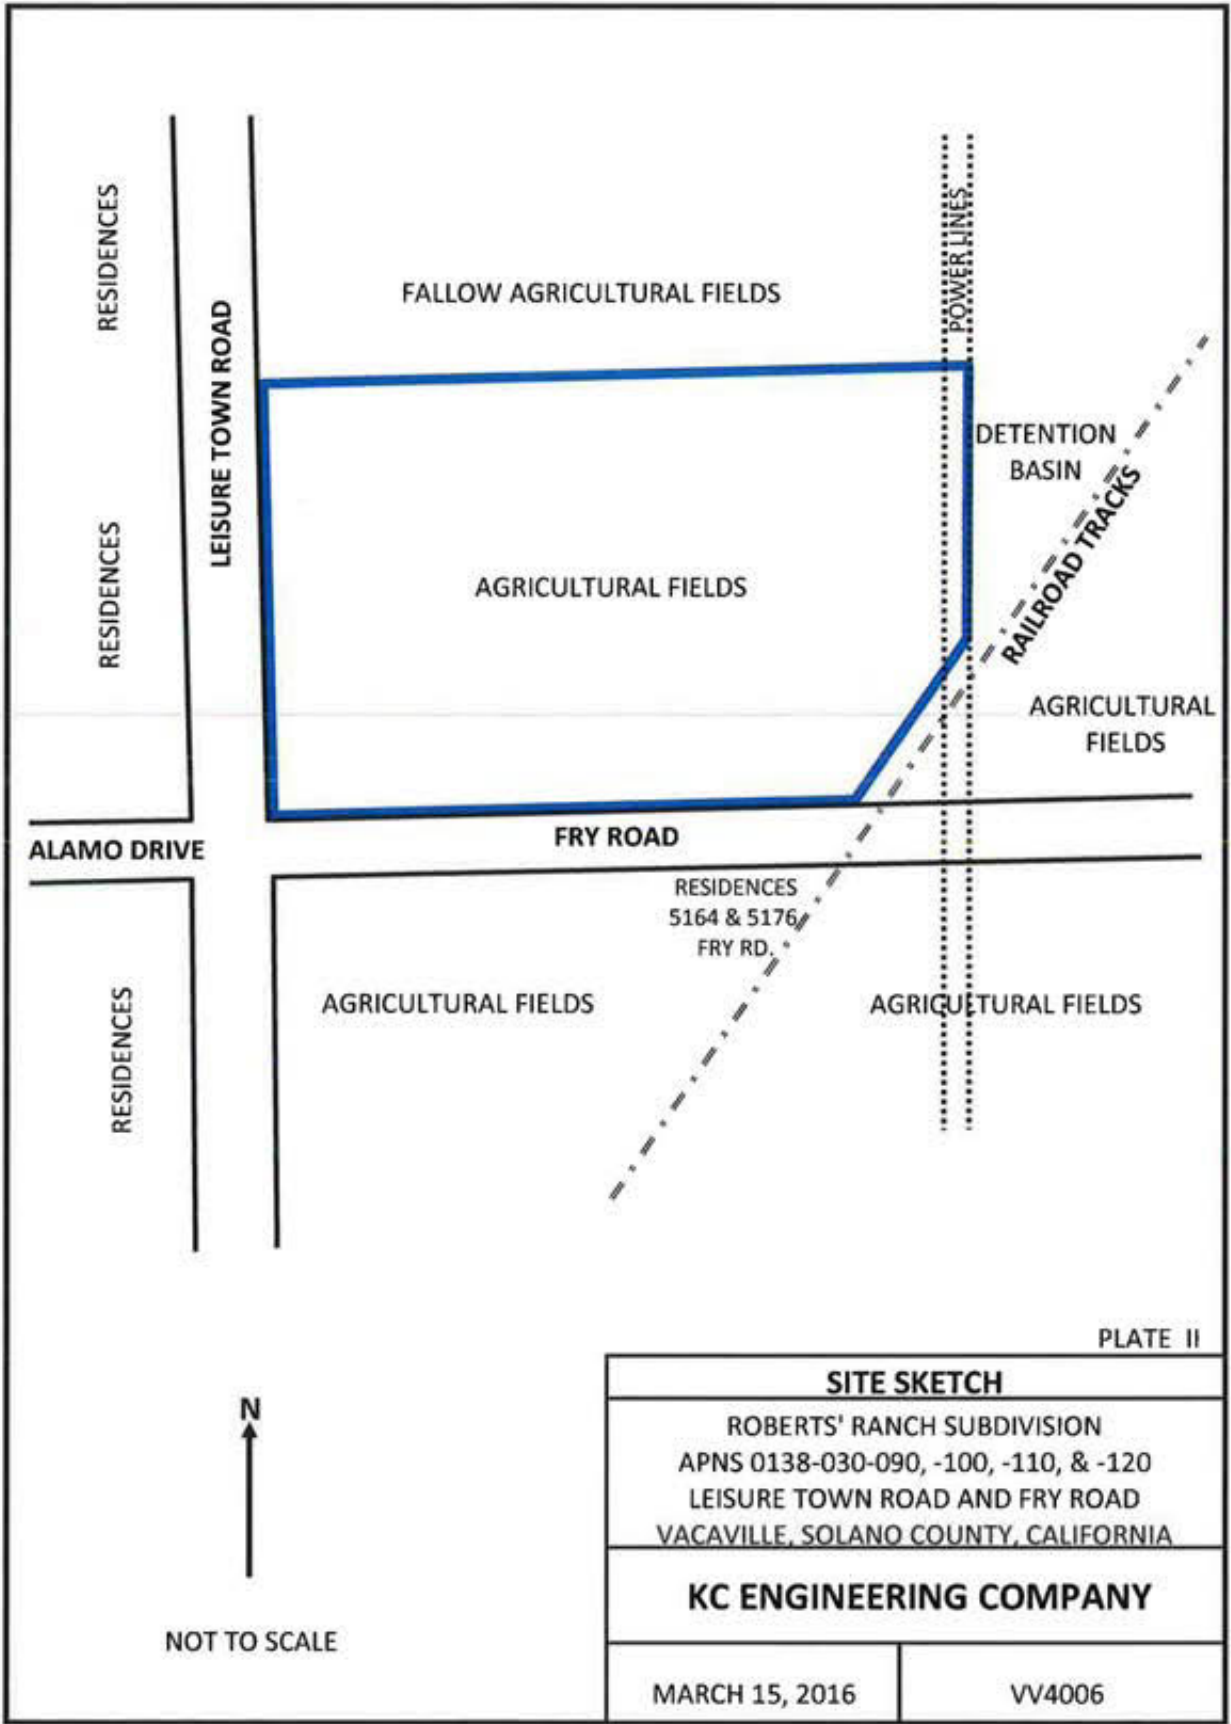 RESIDENCES
POWER LINES
FALLOW AGRICULTURAL FIELDS
LEISURE TOWN ROAD
DETENTION
BASIN
RAILROAD TRACKS
RESIDENCES
AGRICULTURAL FIELDS
AGRICULTURAL
FIELDS
ALAMO DRIVE
FRY ROAD
RESIDENCES
5164 & 5176
FRY RD.
RESIDENCES
AGRICULTURAL FIELDS
AGRICULTURAL FIELDS
PLATE II
SITE SKETCH
N
ROBERTS' RANCH SUBDIVISION
APNS 0138-030-090, -100, -110, & -120
LEISURE TOWN ROAD AND FRY ROAD
VACAVILLE, SOLANO COUNTY, CALIFORNIA
KC ENGINEERING COMPANY
NOT TO SCALE
MARCH 15, 2016
VV4006